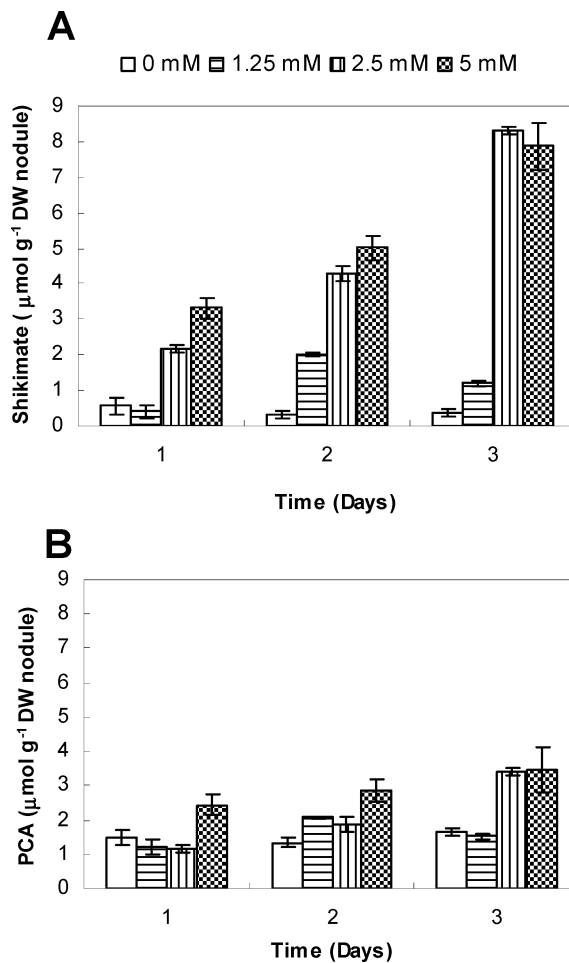 A
0 mM 1.25 mM 2.5 mM 5 mM
Shikimate ( µmol g⁻¹ DW nodule)
9
8
7
6
5
4
3
2
1
0
1 2 3
Time (Days)
B
PCA (µmol g⁻¹ DW nodule)
9
8
7
6
5
4
3
2
1
0
1 2 3
Time (Days)